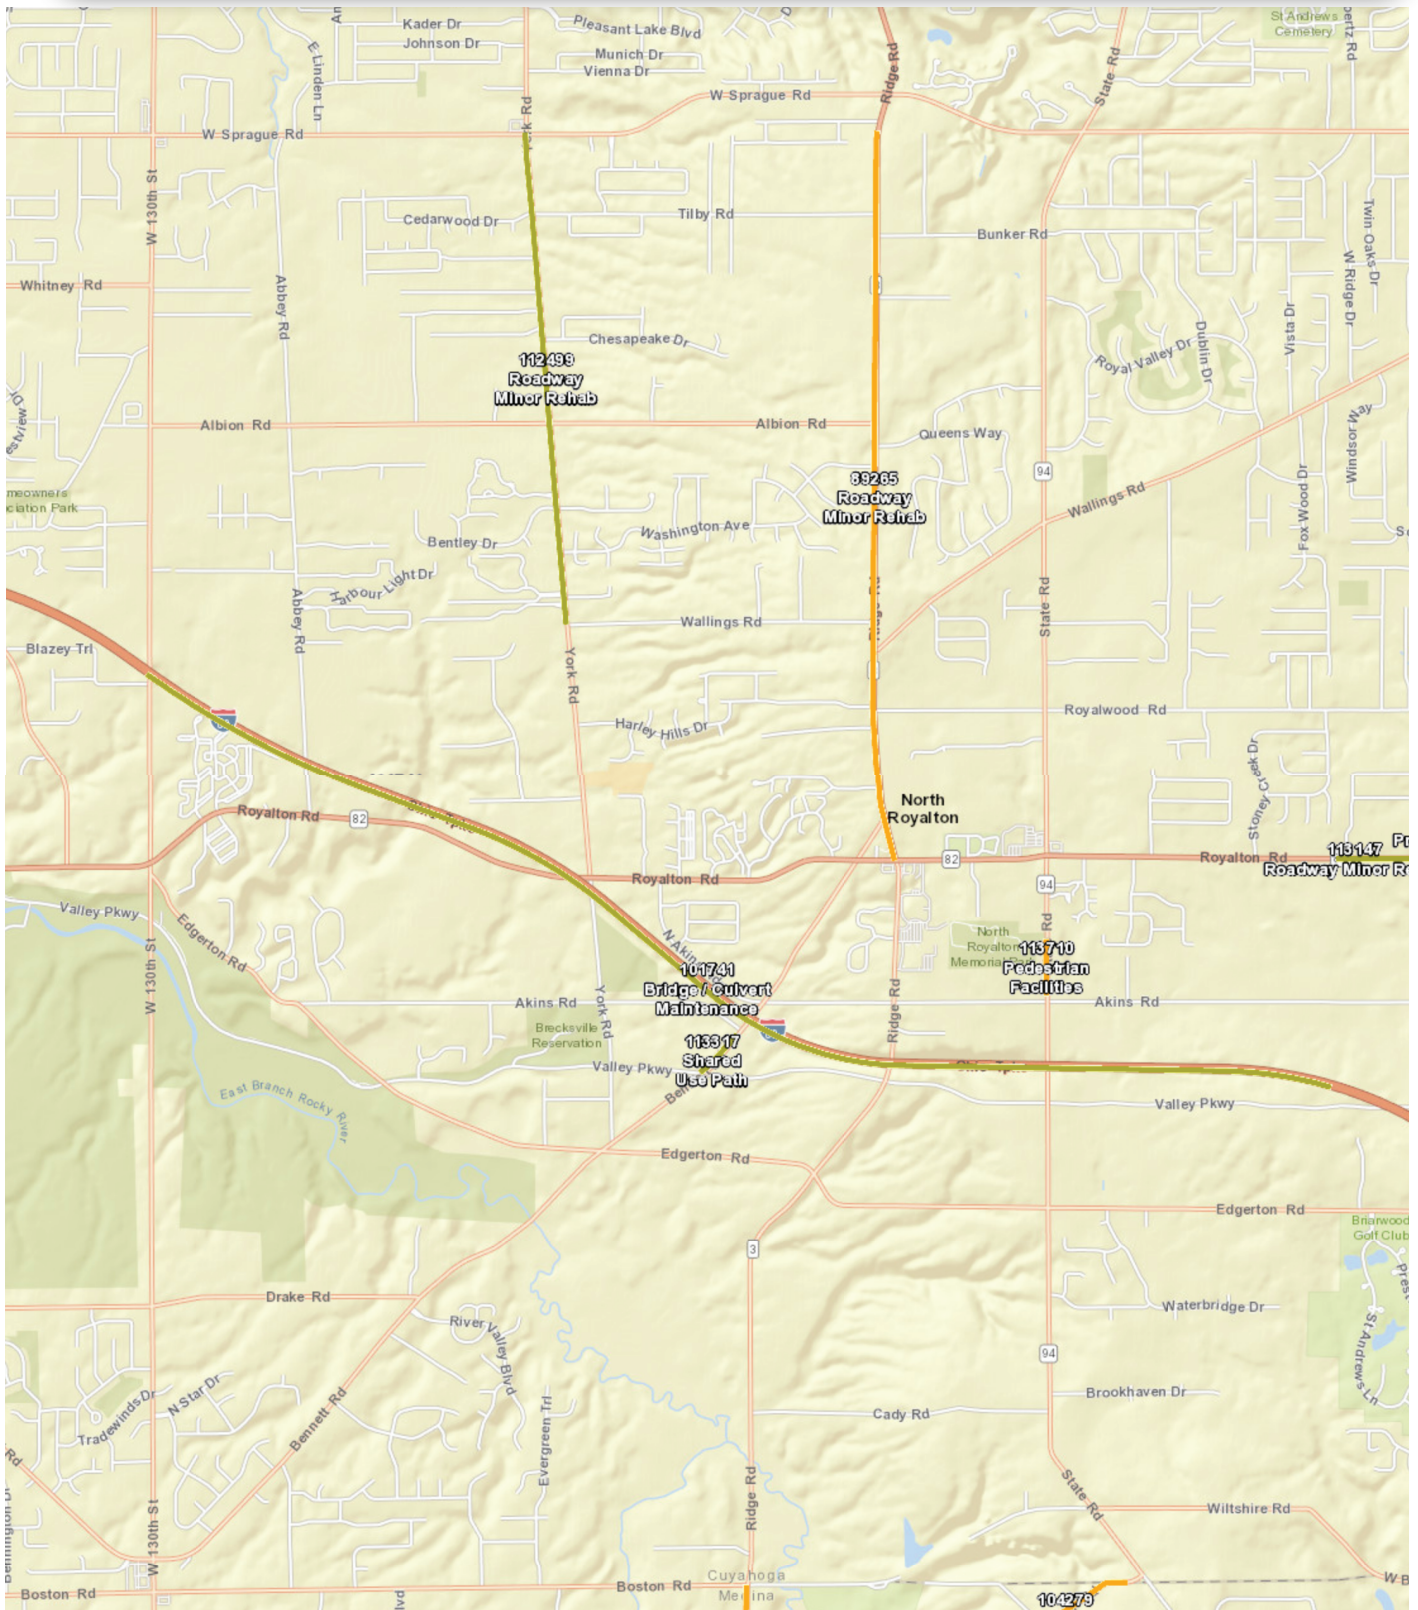 Kader Dr
Johnson Dr
Pleasant Lake Blvd
Munich Dr
Vienna Dr
E Linden Ln
W Sprague Rd
Ridge Rd
State Rd
St Andrews
Cemetery
W Sprague Rd
W 130th St
Cedarwood Dr
Tilby Rd
Bunker Rd
Twin Oaks Dr
W Ridge Dr
Whitney Rd
Abbey Rd
Chesapeake Dr
Royal Valley Dr
Dublin Dr
Vista Dr
112499
Roadway
Minor Rehab
Albion Rd
Albion Rd
Queens Way
Windsor Way
94
89265
Roadway
Minor Rehab
Wallings Rd
Fox Wood Dr
Washington Ave
Bentley Dr
Harbour Light Dr
Abbey Rd
State Rd
Wallings Rd
Blazey Trl
York Rd
Royalwood Rd
Harley Hills Dr
Stoney Creek Dr
North
Royalton
Royalton Rd
82
82
Royalton Rd
113147
Roadway Minor Re
Royalton Rd
94
Valley Pkwy
Edgerton Rd
W 130th St
N Akins Rd
North
Royalton
Memorial Park
113710
Pedestrian
Facilities
101741
Bridge / Culvert
Maintenance
Akins Rd
York Rd
Ridge Rd
Akins Rd
Brecksville
Reservation
113317
Shared
Use Path
Valley Pkwy
East Branch Rocky River
Valley Pkwy
Edgerton Rd
Edgerton Rd
Briarwood
Golf Club
3
Drake Rd
River Valley Blvd
Waterbridge Dr
St Andrews Ln
94
Brookhaven Dr
N Star Dr
Tradewinds Dr
Bennett Rd
Evergreen Trl
Cady Rd
Ridge Rd
State Rd
Wiltshire Rd
W 130th St
Boston Rd
Boston Rd
Cuyahoga
Medina
104279